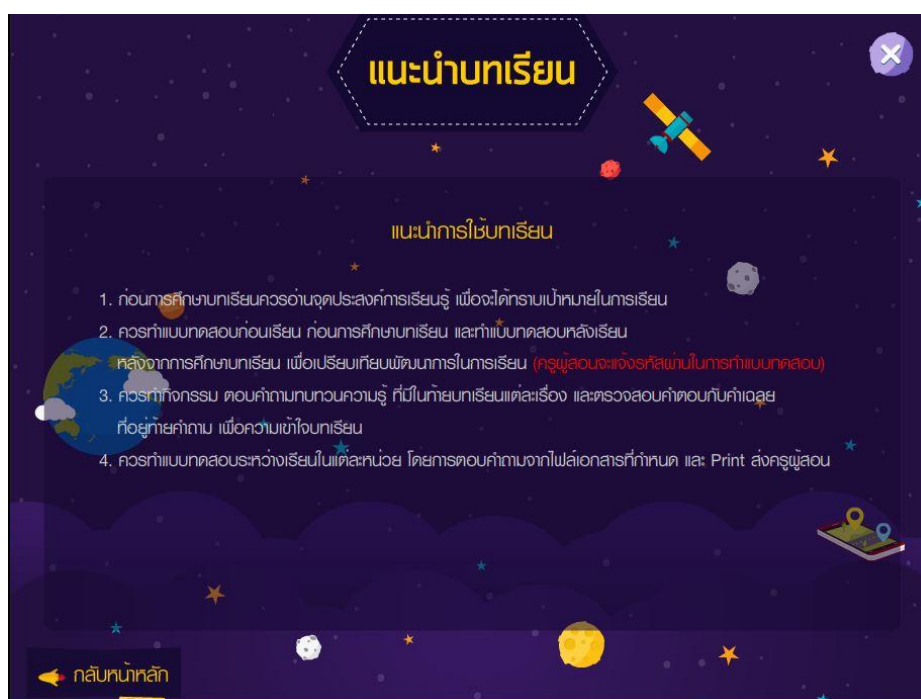 แนะนำบทเรียน
แนะนำการใช้บทเรียน
1. ก่อนการศึกษาบทเรียนควรอ่านจุดประสงค์การเรียนรู้ เพื่อจะได้ทราบเป้าหมายในการเรียน
2. ควรทำแบบทดสอบก่อนเรียน ก่อนการศึกษาบทเรียน และทำแบบทดสอบหลังเรียน
หลังจากการศึกษาบทเรียน เพื่อเปรียบเทียบพัฒนาการในการเรียน (ครูผู้สอนจะแจ้งรหัสผ่านในการทำแบบทดสอบ)
3. ควรทำกิจกรรม ตอบคำถามทบทวนความรู้ ที่มีในท้ายบทเรียนแต่ละเรื่อง และตรวจสอบคำตอบกับคำเฉลย
ที่อยู่ท้ายคำถาม เพื่อความเข้าใจบทเรียน
4. ควรทำแบบทดสอบระหว่างเรียนในแต่ละหน่วย โดยการตอบคำถามจากไฟล์เอกสารที่กำหนด และ Print ส่งครูผู้สอน
กลับหน้าหลัก